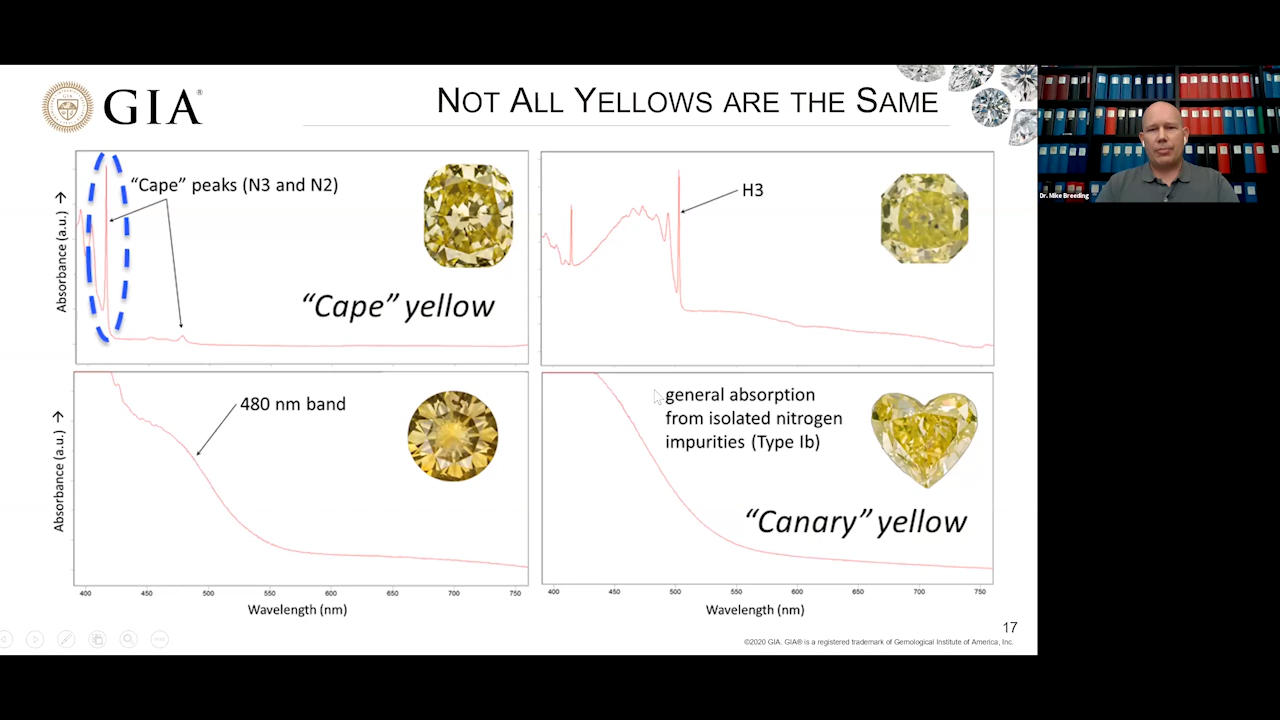 GIA®
NOT ALL YELLOWS ARE THE SAME
Dr. Mike Breeding
Absorbance (a.u.) →
"Cape" peaks (N3 and N2)
"Cape" yellow
H3
Absorbance (a.u.) →
480 nm band
400 450 500 550 600 650 700 750
Wavelength (nm)
general absorption
from isolated nitrogen
impurities (Type Ib)
"Canary" yellow
400 450 500 550 600 650 700 750
Wavelength (nm)
17
©2020 GIA. GIA® is a registered trademark of Gemological Institute of America, Inc.